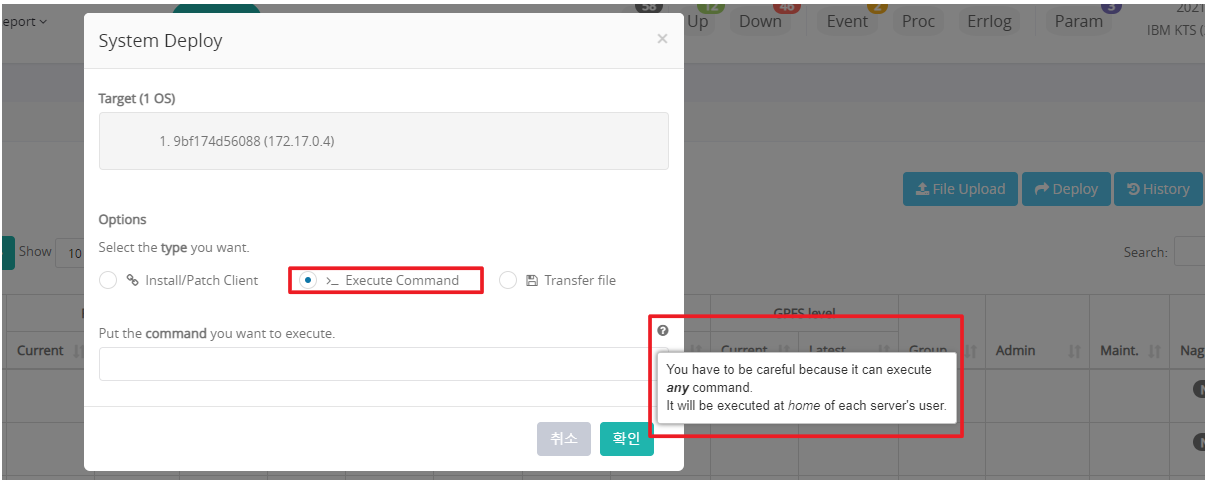 eport
58
Up
12
Down
46
Event
2
Proc
Errlog
Param
3
2021
IBM KTS (
System Deploy
×
Target (1 OS)
1. 9bf174d56088 (172.17.0.4)
File Upload
Deploy
History
Options
Select the type you want.
Show
10
Search:
Install/Patch Client
>_ Execute Command
Transfer file
GPFS level
Put the command you want to execute.
Current
Current
Latest
Group
Admin
Maint.
Nag
You have to be careful because it can execute
any command.
It will be executed at home of each server's user.
취소
확인